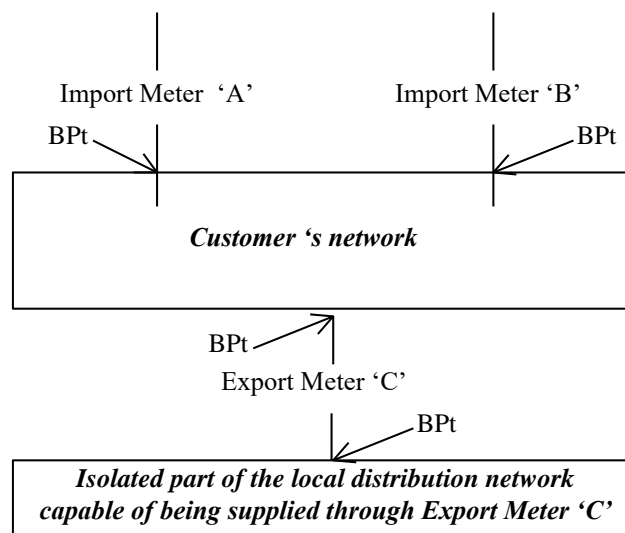 Import Meter ‘A’
Import Meter ‘B’
BPt
BPt
Customer ‘s network
BPt
Export Meter ‘C’
BPt
Isolated part of the local distribution network
capable of being supplied through Export Meter ‘C’